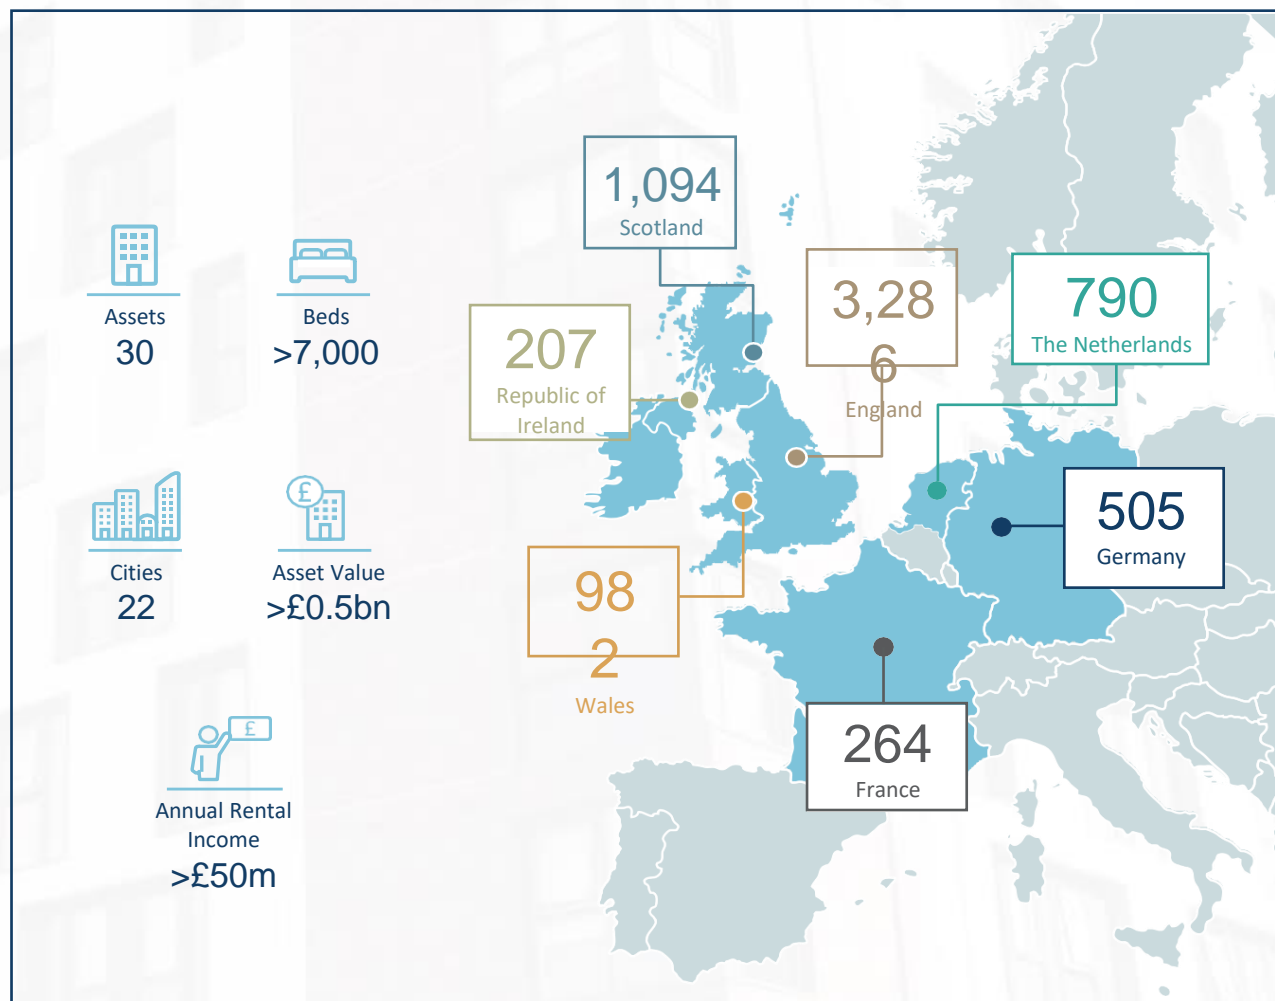 1,094
Scotland
3,28
6
England
790
The Netherlands
207
Republic of
Ireland
Assets
30
Beds
>7,000
505
Germany
98
2
Wales
Cities
22
£
Asset Value
>£0.5bn
264
France
£
Annual Rental
Income
>£50m